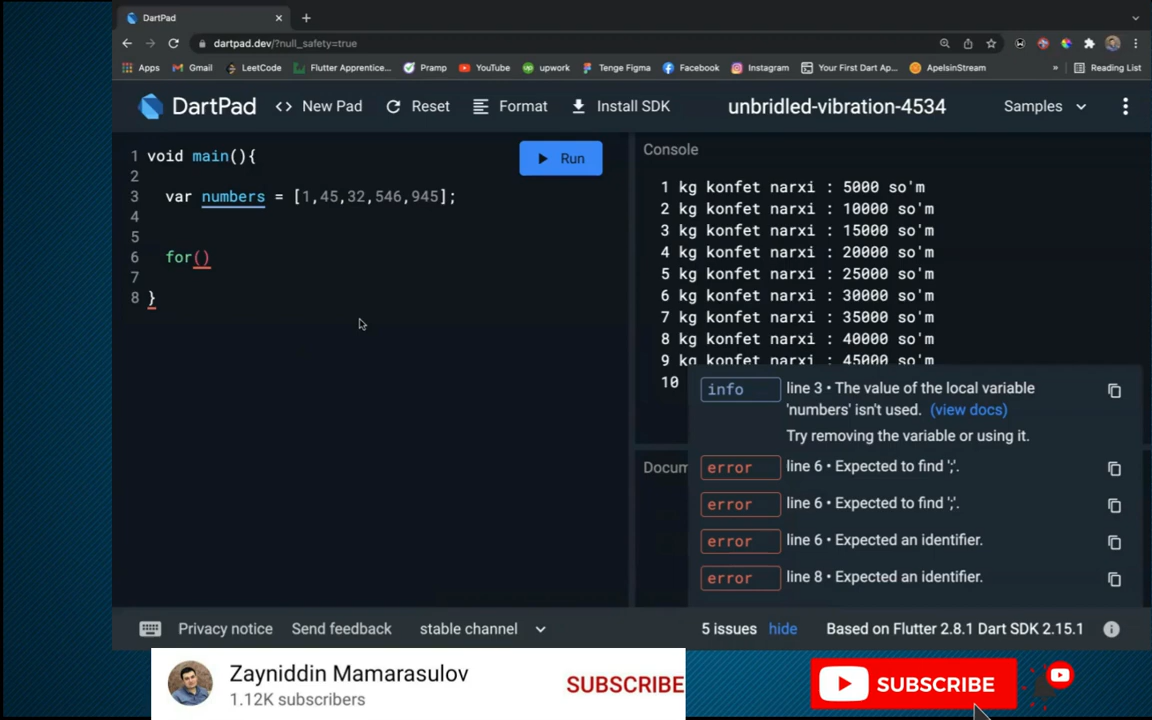 DartPad
dartpad.dev/?null_safety=true
Apps Gmail LeetCode Flutter Apprentice... Pramp YouTube upwork Tenge Figma Facebook Instagram Your First Dart Ap... ApelsinStream » Reading List
DartPad <> New Pad Reset Format Install SDK unbridled-vibration-4534 Samples
Run
1 void main(){
2
3 var numbers = [1,45,32,546,945];
4
5
6 for()
7
8 }
Console
1 kg konfet narxi : 5000 so'm
2 kg konfet narxi : 10000 so'm
3 kg konfet narxi : 15000 so'm
4 kg konfet narxi : 20000 so'm
5 kg konfet narxi : 25000 so'm
6 kg konfet narxi : 30000 so'm
7 kg konfet narxi : 35000 so'm
8 kg konfet narxi : 40000 so'm
9 kg konfet narxi : 45000 so'm
10
info line 3 • The value of the local variable
'numbers' isn't used. (view docs)
Try removing the variable or using it.
Docum
error line 6 • Expected to find ';'.
error line 6 • Expected to find ';'.
error line 6 • Expected an identifier.
error line 8 • Expected an identifier.
Privacy notice Send feedback stable channel 5 issues hide Based on Flutter 2.8.1 Dart SDK 2.15.1
Zayniddin Mamarasulov
1.12K subscribers
SUBSCRIBE
SUBSCRIBE